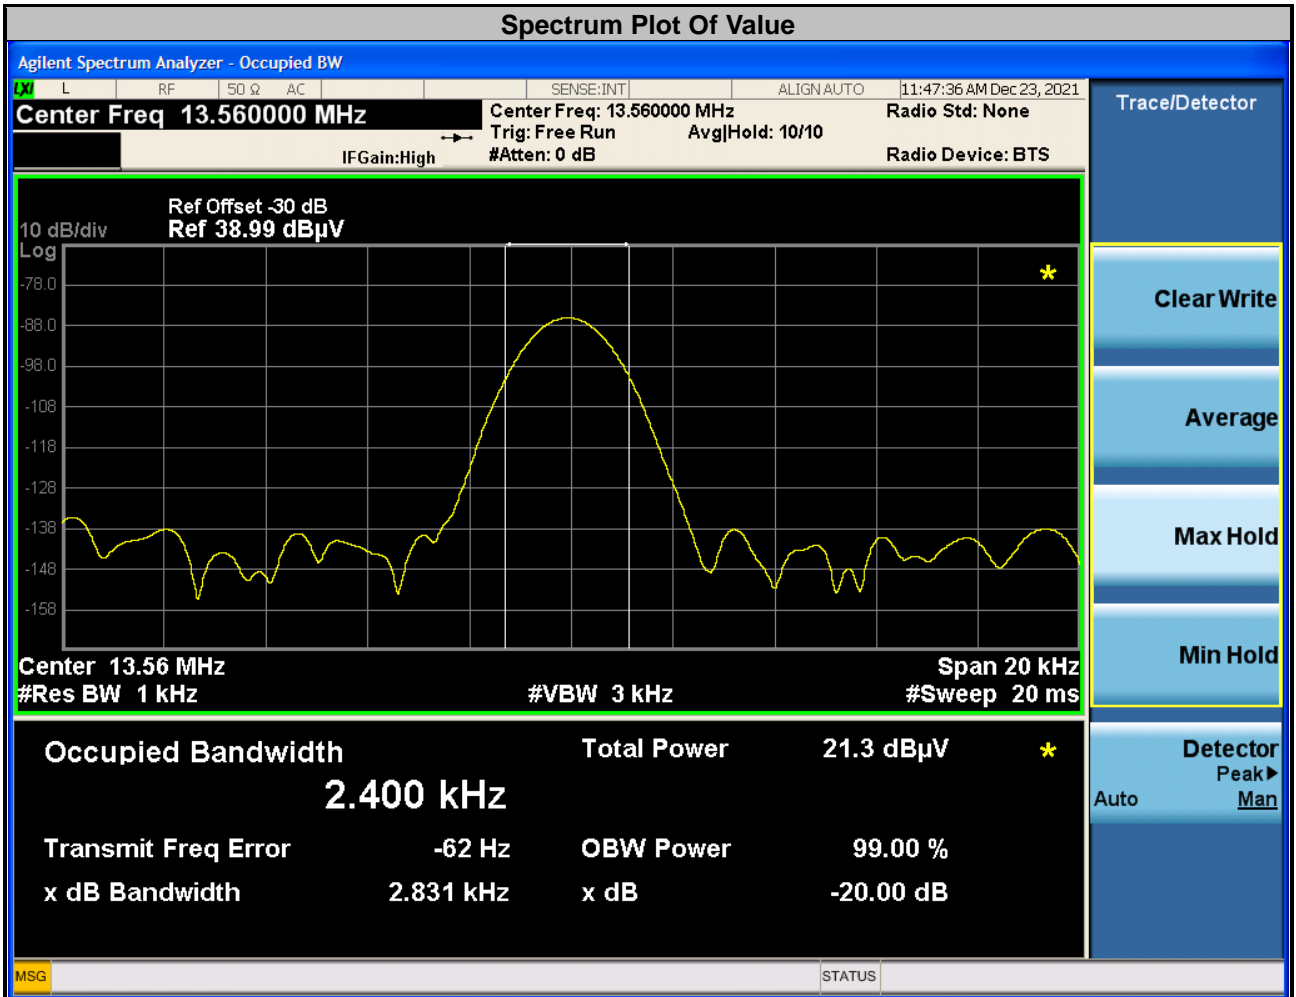 Spectrum Plot Of Value
Agilent Spectrum Analyzer - Occupied BW
LXI L RF 50 Ω AC SENSE:INT ALIGN AUTO 11:47:36 AM Dec 23, 2021
Center Freq 13.560000 MHz
Center Freq: 13.560000 MHz Radio Std: None
Trig: Free Run Avg|Hold: 10/10
IFGain:High #Atten: 0 dB Radio Device: BTS
Ref Offset -30 dB
10 dB/div Ref 38.99 dBµV
Log
-78.0
-88.0
-98.0
-108
-118
-128
-138
-148
-158
Center 13.56 MHz Span 20 kHz
#Res BW 1 kHz #VBW 3 kHz #Sweep 20 ms
Occupied Bandwidth Total Power 21.3 dBµV
2.400 kHz
Transmit Freq Error -62 Hz OBW Power 99.00 %
x dB Bandwidth 2.831 kHz x dB -20.00 dB
Trace/Detector
Clear Write
Average
Max Hold
Min Hold
Detector
Peak▶
Auto Man
MSG STATUS